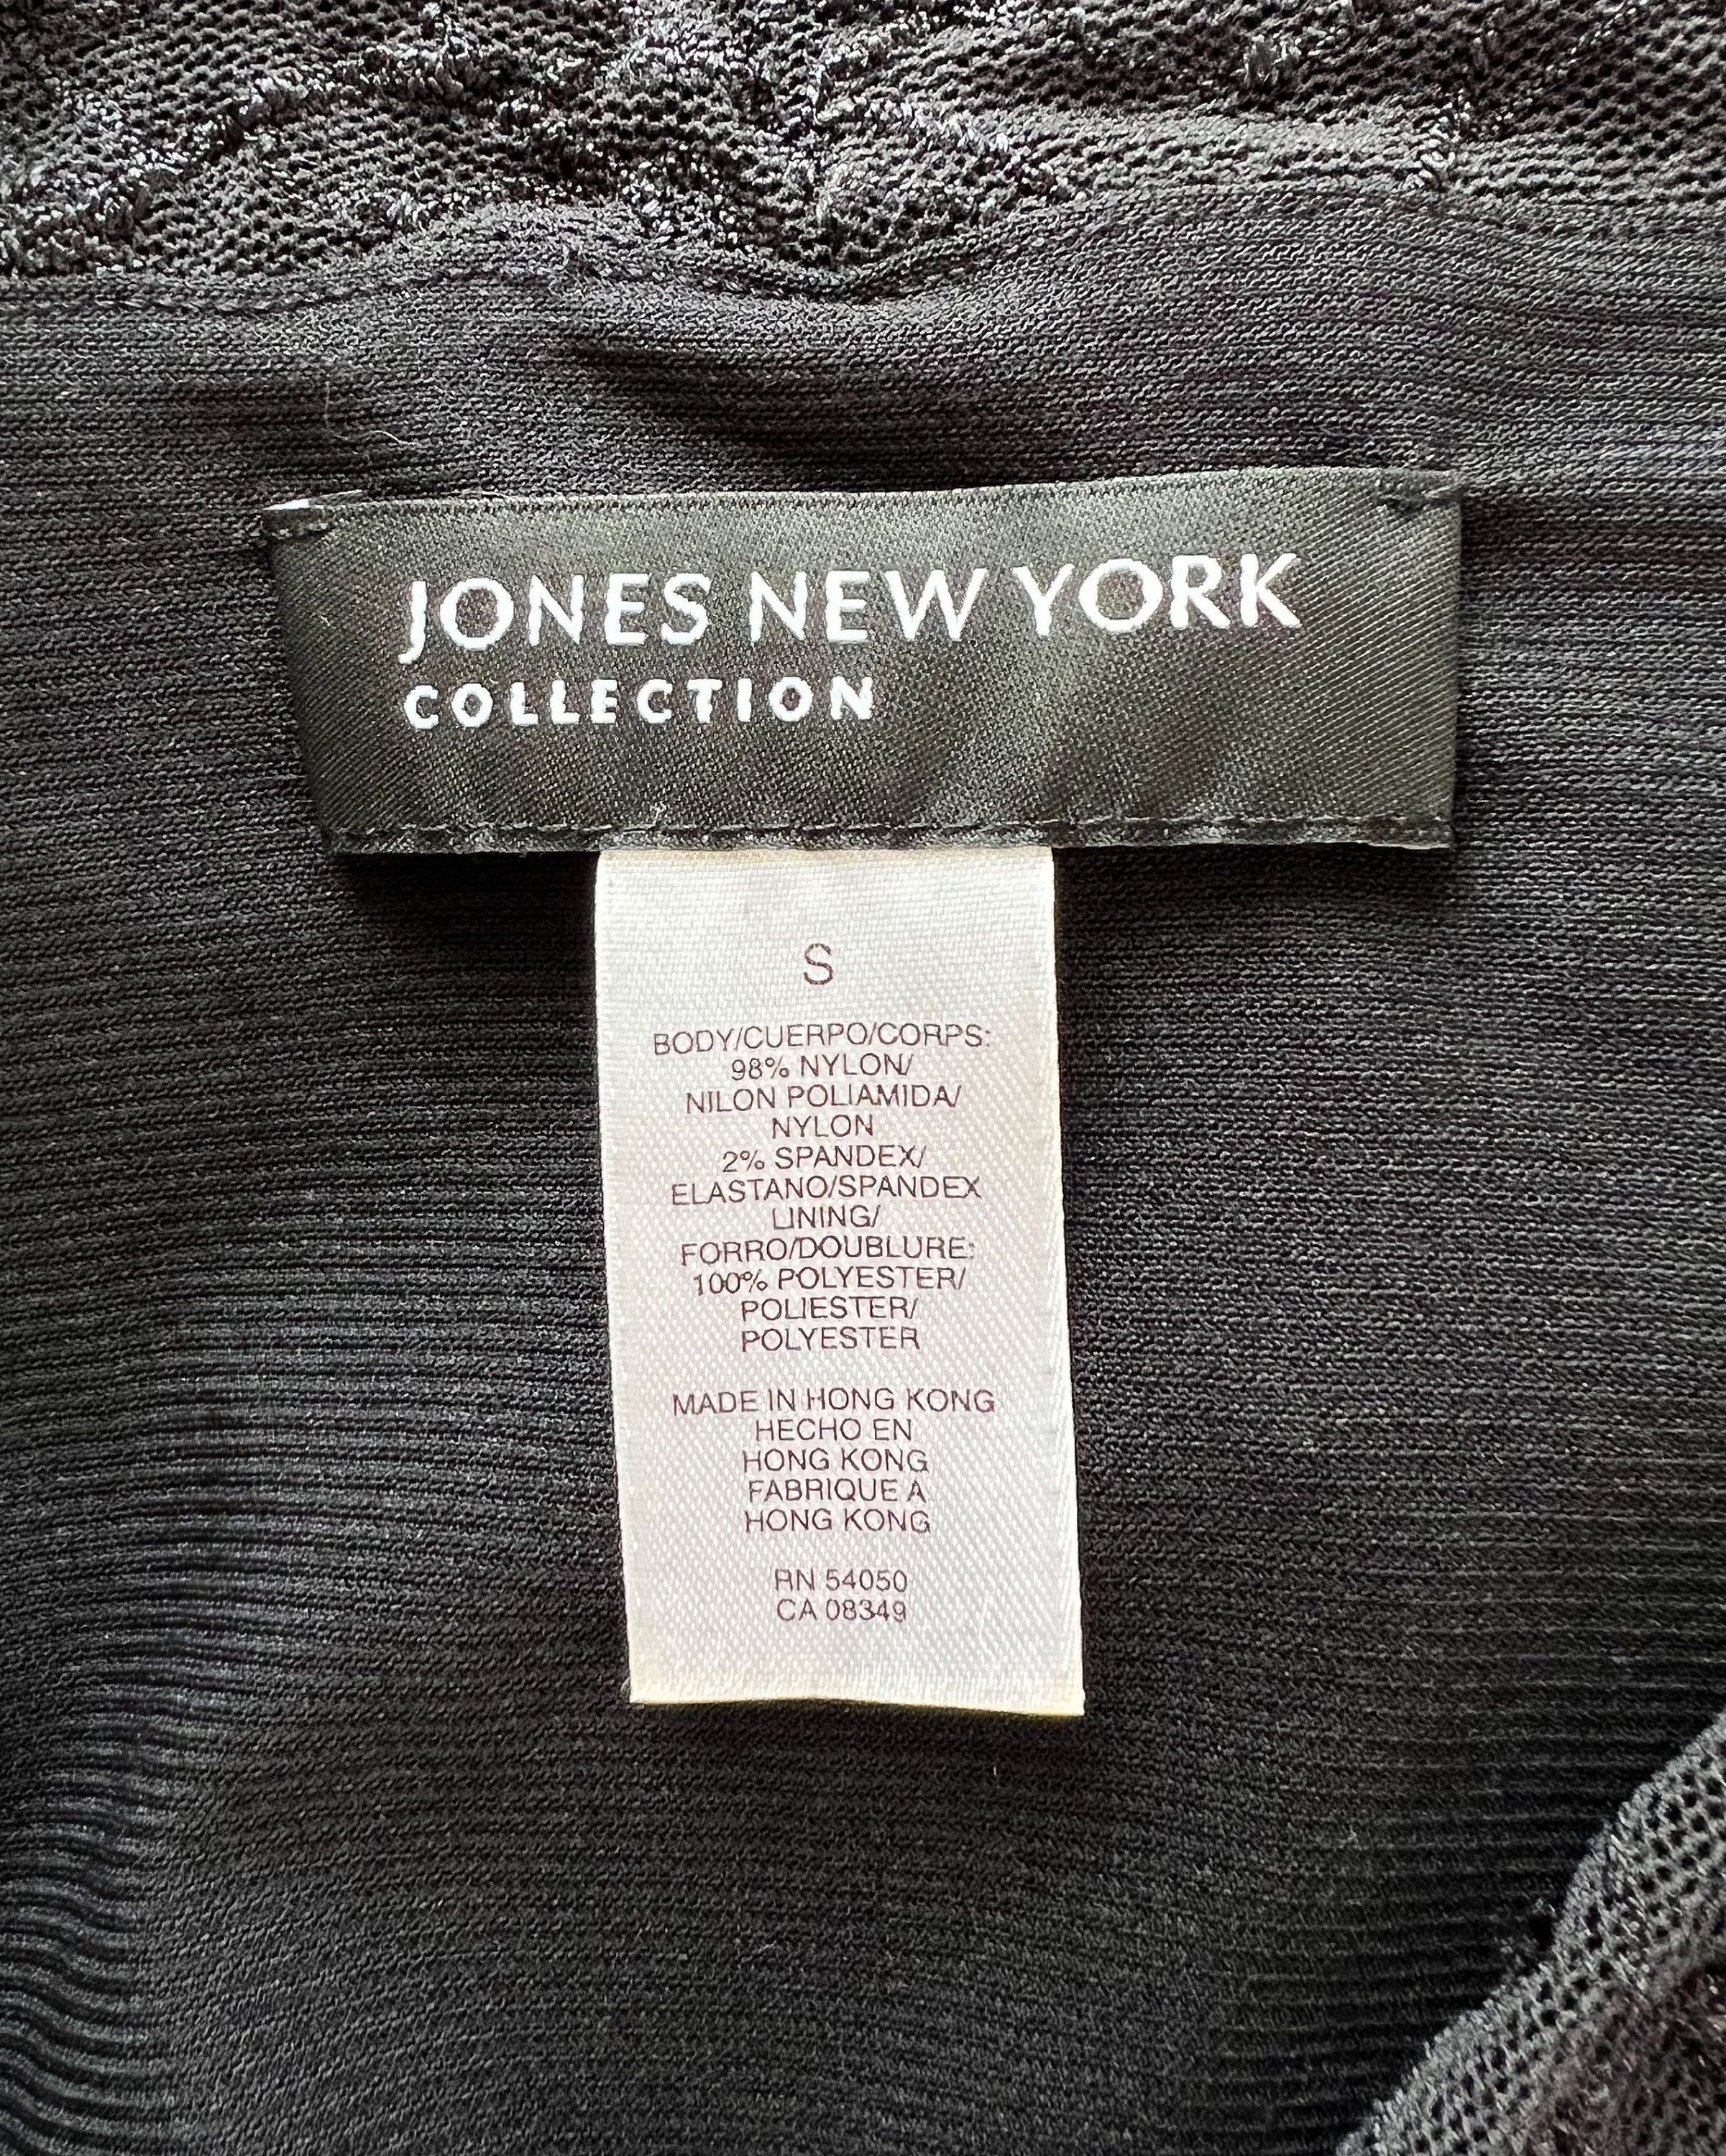 JONES NEW YORK
COLLECTION
S
BODY/CUERPO/CORPS:
98% NYLON/
NILON POLIAMIDA/
NYLON
2% SPANDEX/
ELASTANO/SPANDEX
LINING/
FORRO/DOUBLURE:
100% POLYESTER/
POLIESTER/
POLYESTER
MADE IN HONG KONG
HECHO EN
HONG KONG
FABRIQUE A
HONG KONG
RN 54050
CA 08349